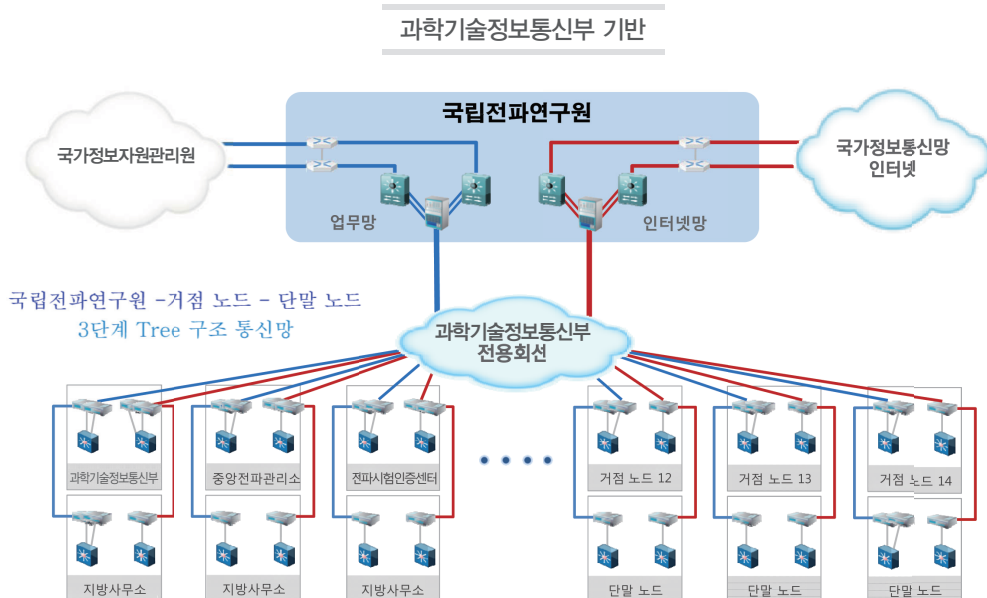 과학기술정보통신부 기반
국립전파연구원
국가정보자원관리원
국가정보통신망
인터넷
업무망
인터넷망
국립전파연구원 -거점 노드 - 단말 노드
3단계 Tree 구조 통신망
과학기술정보통신부
전용회선
과학기술정보통신부
중앙전파관리소
전파시험인증센터
거점 노드 12
거점 노드 13
거점 노드 14
지방사무소
지방사무소
지방사무소
단말 노드
단말 노드
단말 노드